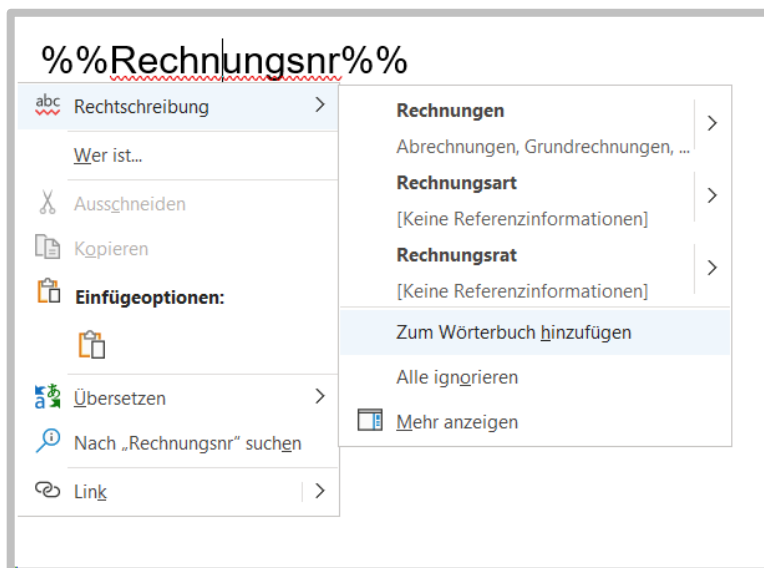 %%Rechnungsnr%%
abc Rechtschreibung
Wer ist...
Ausschneiden
Kopieren
Einfügeoptionen:
Übersetzen
Nach „Rechnungsnr" suchen
Link
Rechnungen
Abrechnungen, Grundrechnungen, ...
Rechnungsart
[Keine Referenzinformationen]
Rechnungsrat
[Keine Referenzinformationen]
Zum Wörterbuch hinzufügen
Alle ignorieren
Mehr anzeigen